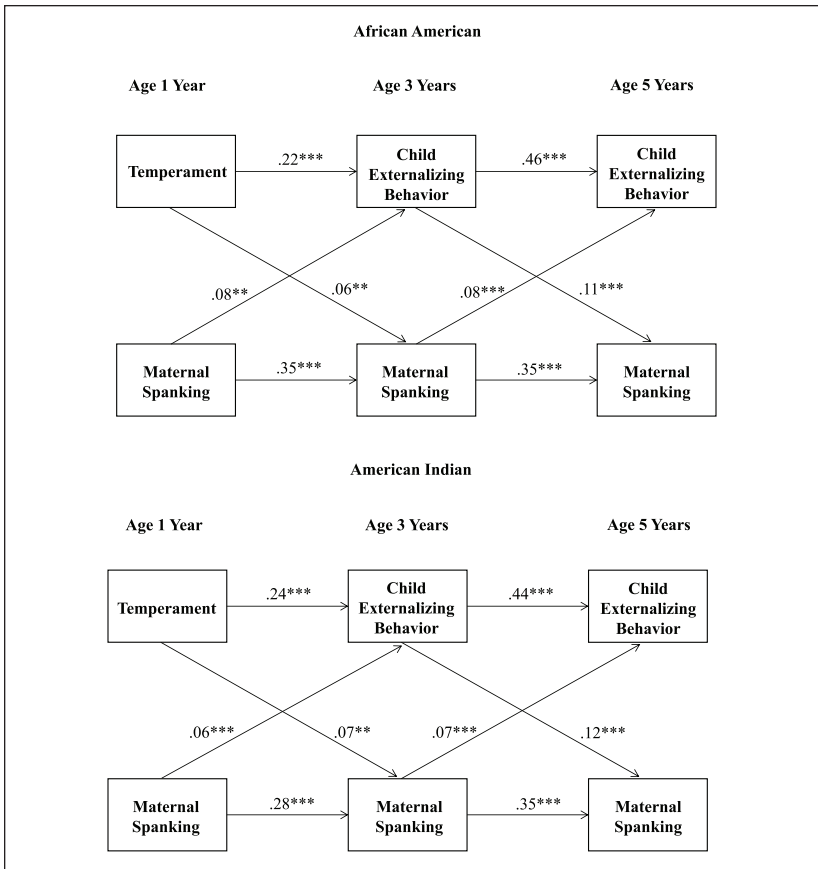 African American
Age 1 Year Age 3 Years Age 5 Years
Temperament
.22***
Child
Externalizing
Behavior
.46***
Child
Externalizing
Behavior
.08**
.06**
.08***
.11***
Maternal
Spanking
.35***
Maternal
Spanking
.35***
Maternal
Spanking
American Indian
Age 1 Year Age 3 Years Age 5 Years
Temperament
.24***
Child
Externalizing
Behavior
.44***
Child
Externalizing
Behavior
.06***
.07**
.07***
.12***
Maternal
Spanking
.28***
Maternal
Spanking
.35***
Maternal
Spanking